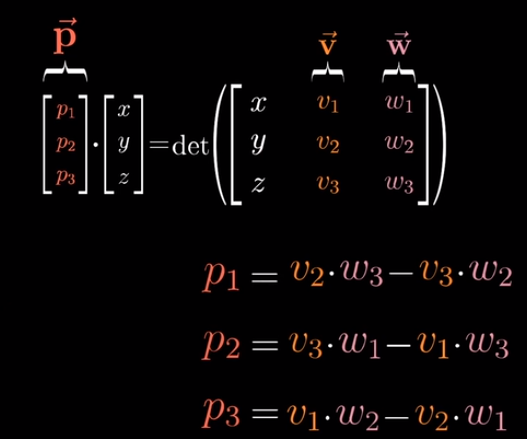 p⃗ v⃗ w⃗
[p₁ p₂ p₃] · [x y z] = det([x v₁ w₁
y v₂ w₂
z v₃ w₃])
p₁ = v₂·w₃ − v₃·w₂
p₂ = v₃·w₁ − v₁·w₃
p₃ = v₁·w₂ − v₂·w₁